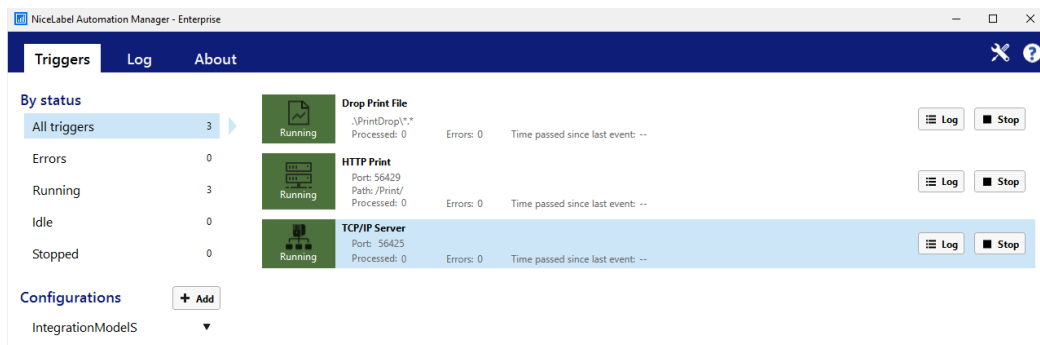 NiceLabel Automation Manager - Enterprise
Triggers Log About
By status
All triggers 3
Errors 0
Running 3
Idle 0
Stopped 0
Configurations + Add
IntegrationModelS
Running
Drop Print File
.\PrintDrop\*.*
Processed: 0 Errors: 0 Time passed since last event: --
Log Stop
Running
HTTP Print
Port: 56429
Path: /Print/
Processed: 0 Errors: 0 Time passed since last event: --
Log Stop
Running
TCP/IP Server
Port: 56425
Processed: 0 Errors: 0 Time passed since last event: --
Log Stop